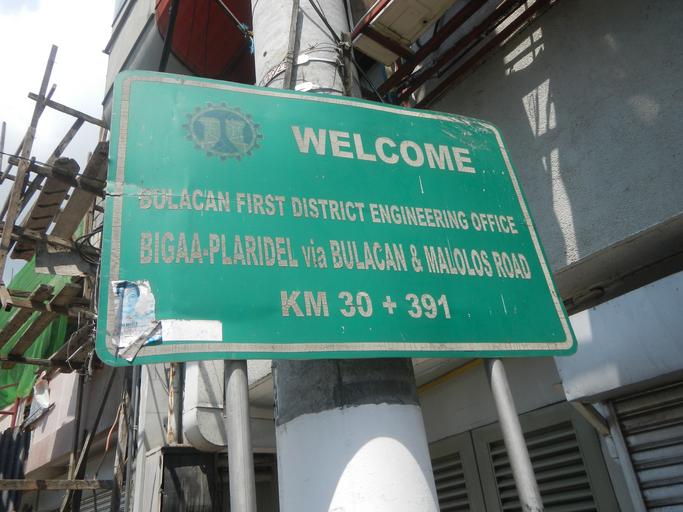 WELCOME
BULACAN FIRST DISTRICT ENGINEERING OFFICE
BIGAA-PLARIDEL via BULACAN & MALOLOS ROAD
KM 30 + 391